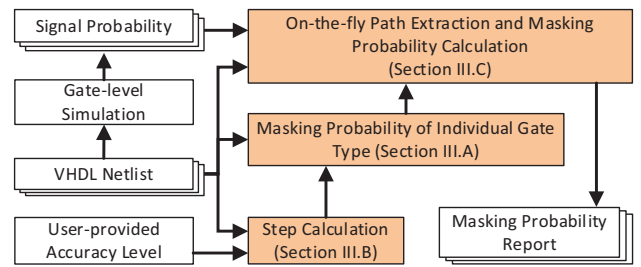 Signal Probability
On-the-fly Path Extraction and Masking
Probability Calculation
(Section III.C)
Gate-level
Simulation
Masking Probability of Individual Gate
Type (Section III.A)
VHDL Netlist
User-provided
Accuracy Level
Step Calculation
(Section III.B)
Masking Probability
Report